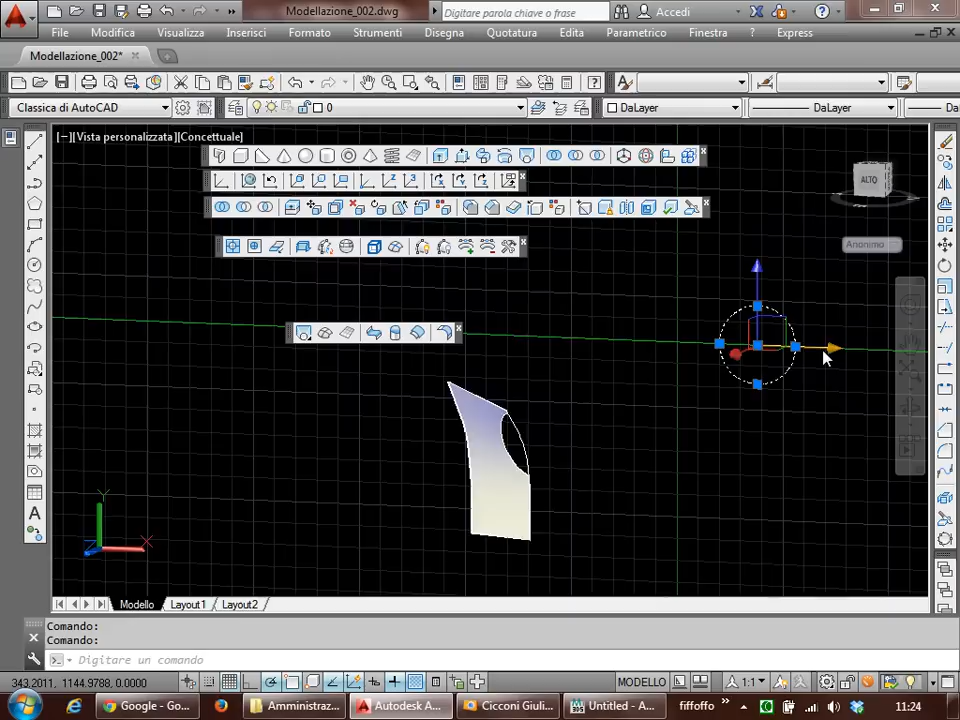 Modellazione_002.dwg
Digitare parola chiave o frase
Accedi
File Modifica Visualizza Inserisci Formato Strumenti Disegna Quotatura Edita Parametrico Finestra ? Express
Modellazione_002*
Classica di AutoCAD
0
DaLayer
DaLayer
[−]Vista personalizzata][Concettuale]
ALTO
Anonimo
Y
X
Z
Modello Layout1 Layout2
Comando:
Comando:
Digitare un comando
343.2011, 1144.9788, 0.0000
MODELLO
1:1
Google - Go...
Amministraz...
Autodesk A...
Cicconi Giuli...
Untitled - A...
fiffoffo
11:24